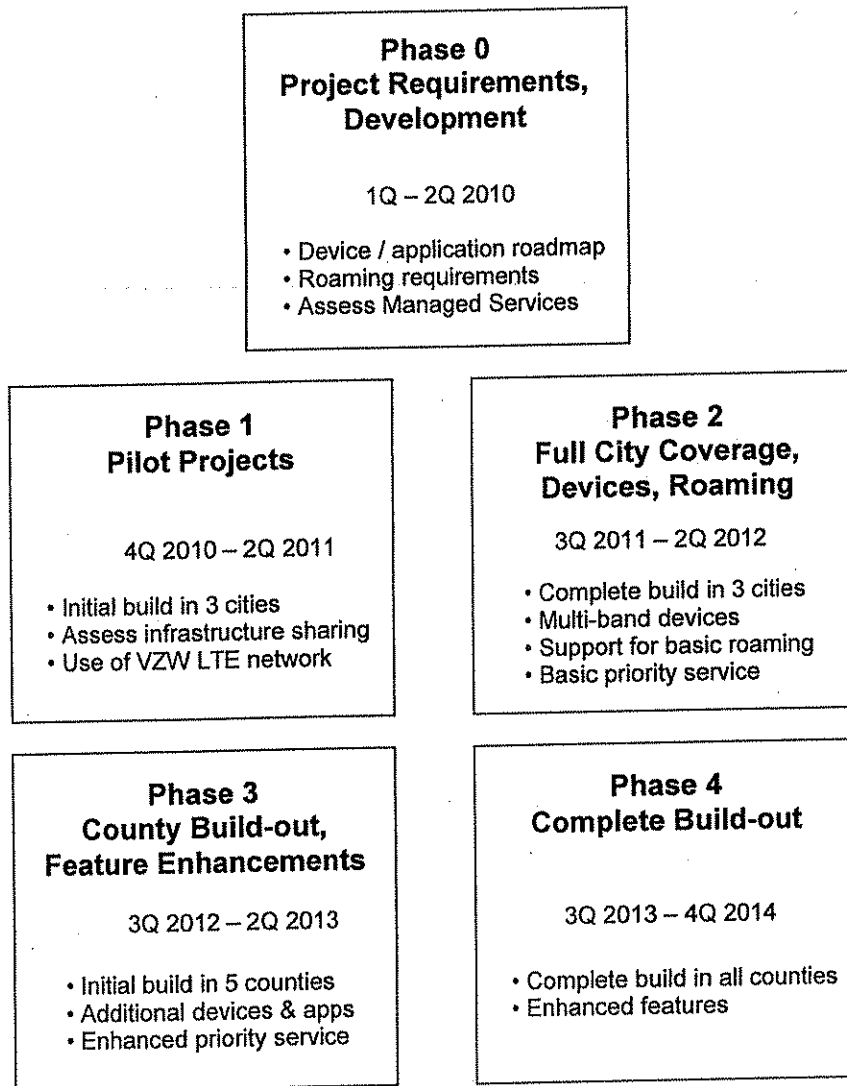 Phase 0
Project Requirements,
Development
1Q – 2Q 2010
• Device / application roadmap
• Roaming requirements
• Assess Managed Services
Phase 1
Pilot Projects
4Q 2010 – 2Q 2011
• Initial build in 3 cities
• Assess infrastructure sharing
• Use of VZW LTE network
Phase 2
Full City Coverage,
Devices, Roaming
3Q 2011 – 2Q 2012
• Complete build in 3 cities
• Multi-band devices
• Support for basic roaming
• Basic priority service
Phase 3
County Build-out,
Feature Enhancements
3Q 2012 – 2Q 2013
• Initial build in 5 counties
• Additional devices & apps
• Enhanced priority service
Phase 4
Complete Build-out
3Q 2013 – 4Q 2014
• Complete build in all counties
• Enhanced features